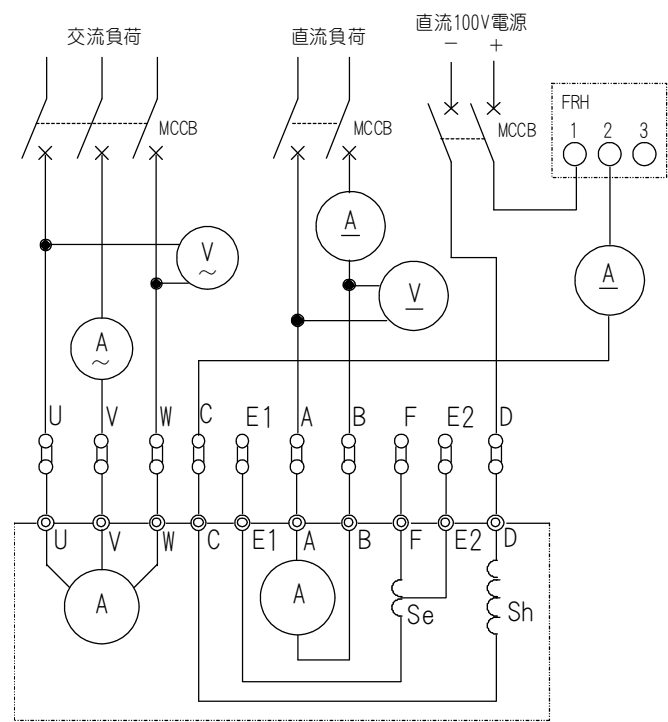 交流負荷 直流負荷 直流100V電源
− +
FRH
MCCB MCCB MCCB 1 2 3
A
V A
V
A
U V W C E1 A B F E2 D
U V W C E1 A B F E2 D
A A
Se Sh